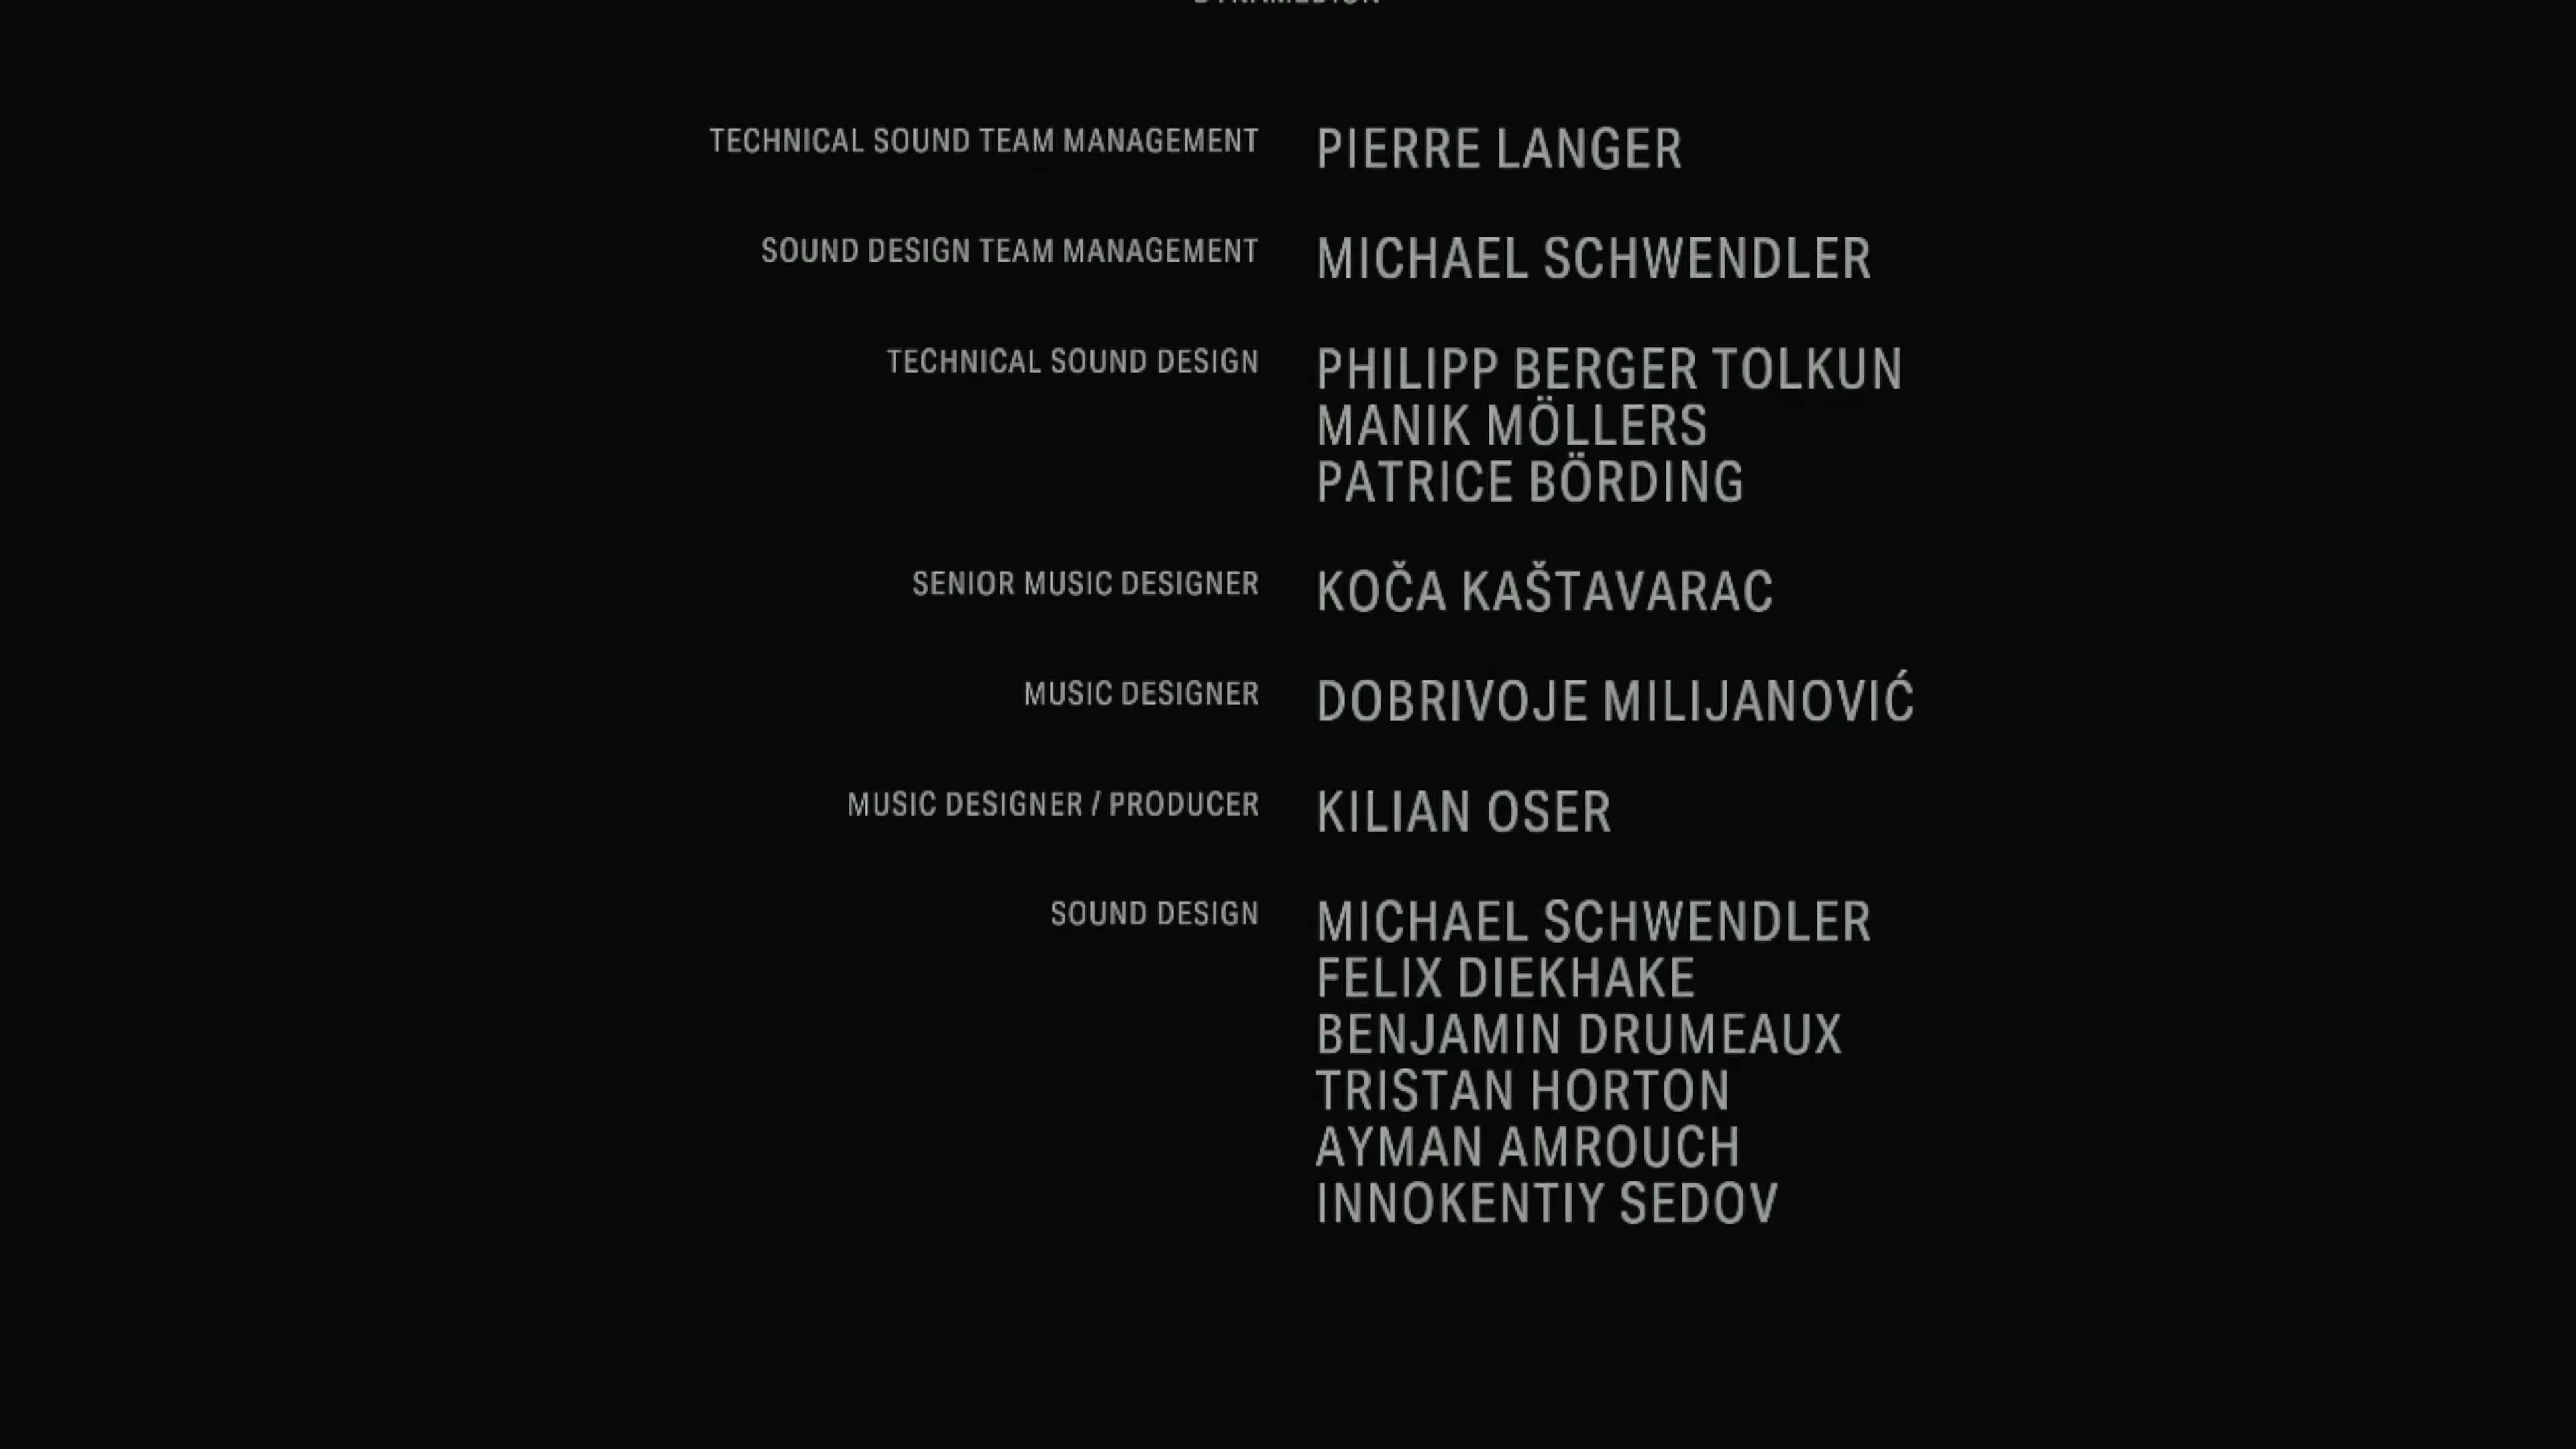 DYNAMEDION
TECHNICAL SOUND TEAM MANAGEMENT PIERRE LANGER
SOUND DESIGN TEAM MANAGEMENT MICHAEL SCHWENDLER
TECHNICAL SOUND DESIGN PHILIPP BERGER TOLKUN
MANIK MÖLLERS
PATRICE BÖRDING
SENIOR MUSIC DESIGNER KOČA KAŠTAVARAC
MUSIC DESIGNER DOBRIVOJE MILIJANOVIĆ
MUSIC DESIGNER / PRODUCER KILIAN OSER
SOUND DESIGN MICHAEL SCHWENDLER
FELIX DIEKHAKE
BENJAMIN DRUMEAUX
TRISTAN HORTON
AYMAN AMROUCH
INNOKENTIY SEDOV